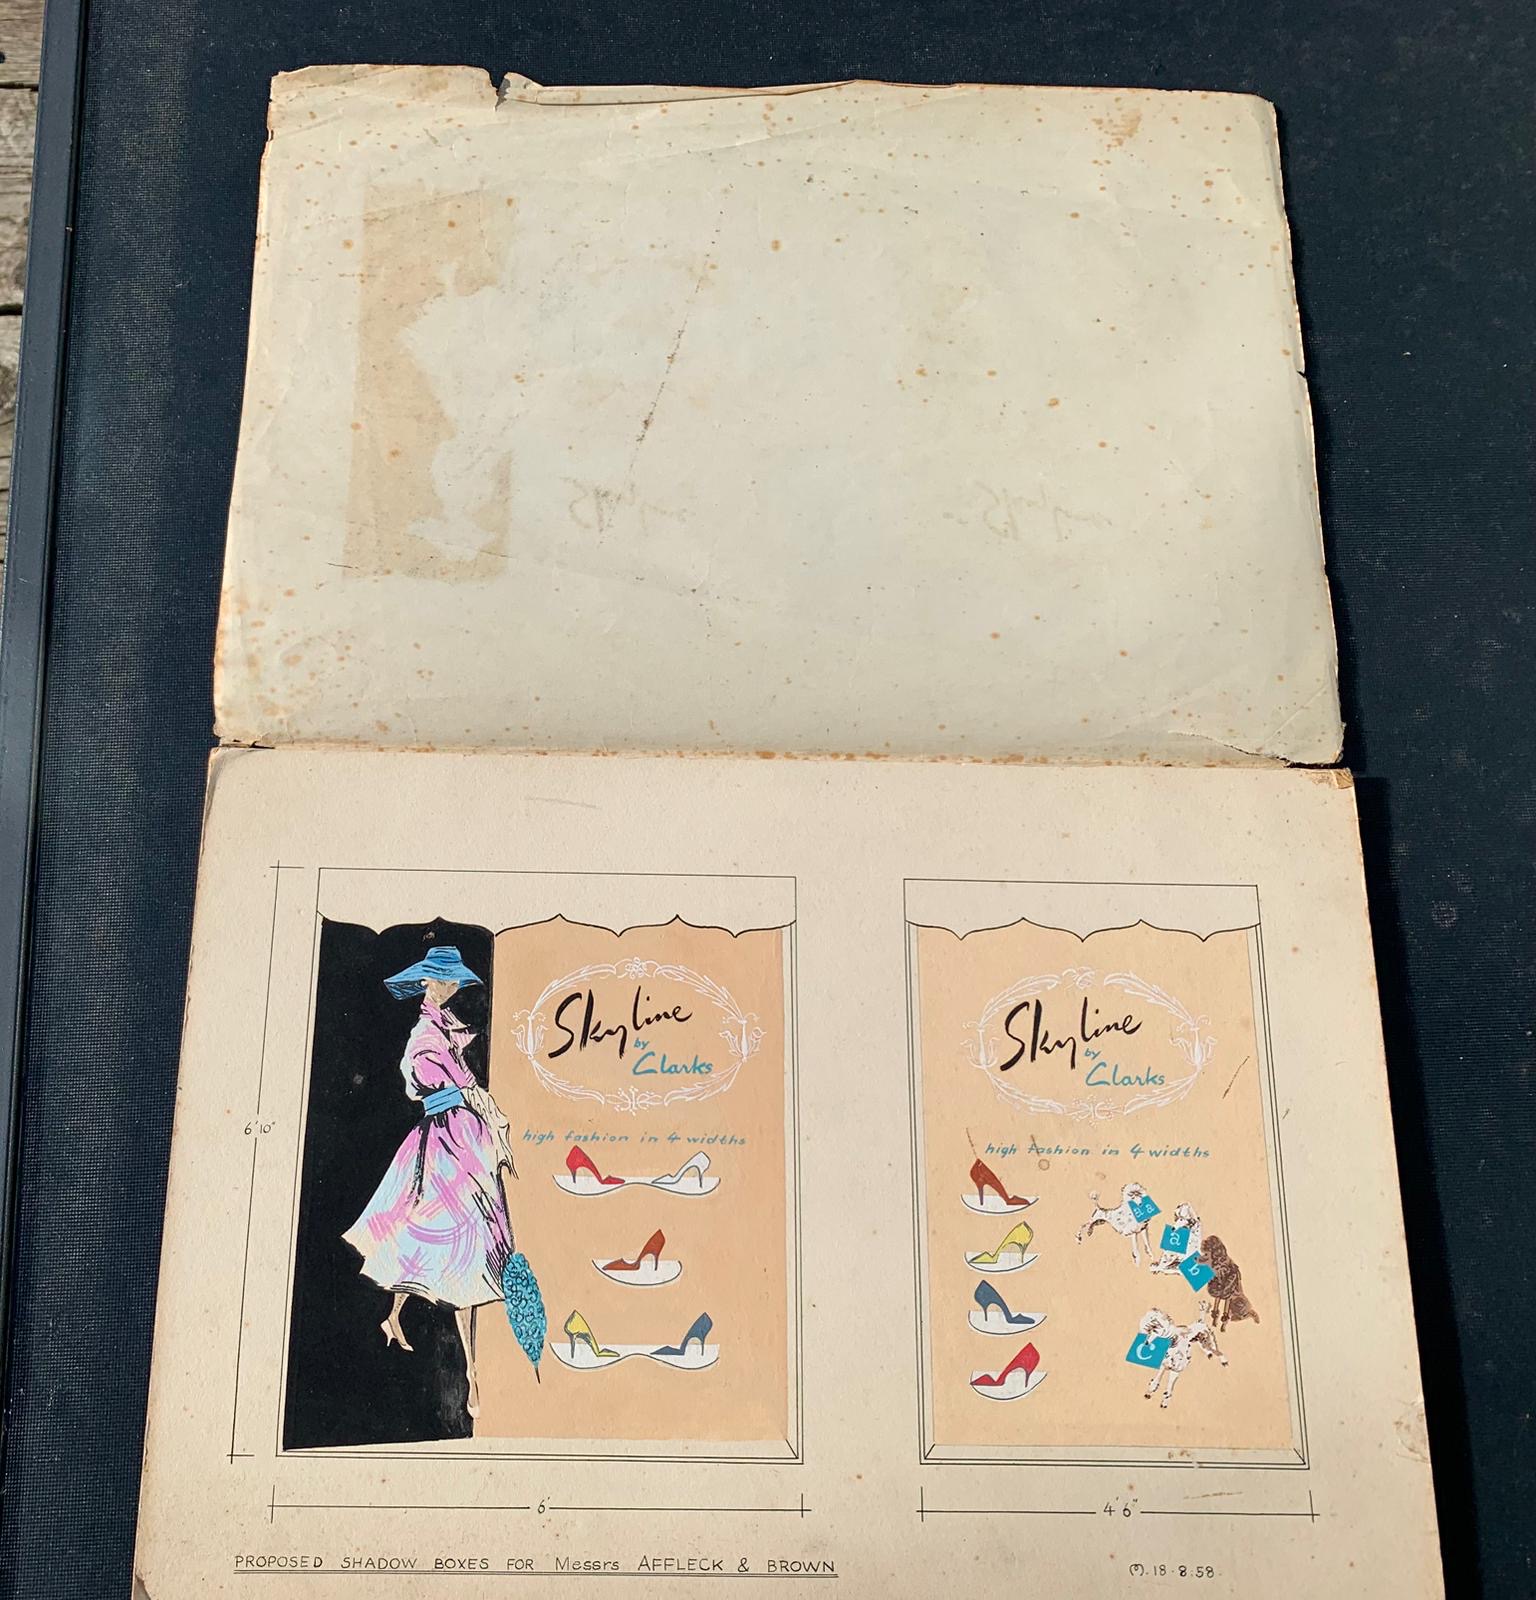 Skyline
by
Clarks
high fashion in 4 widths
6'10"
6'
Skyline
by
Clarks
high fashion in 4 widths
aa
a
b
c
4'6"
PROPOSED SHADOW BOXES FOR Messrs AFFLECK & BROWN
18·8·58